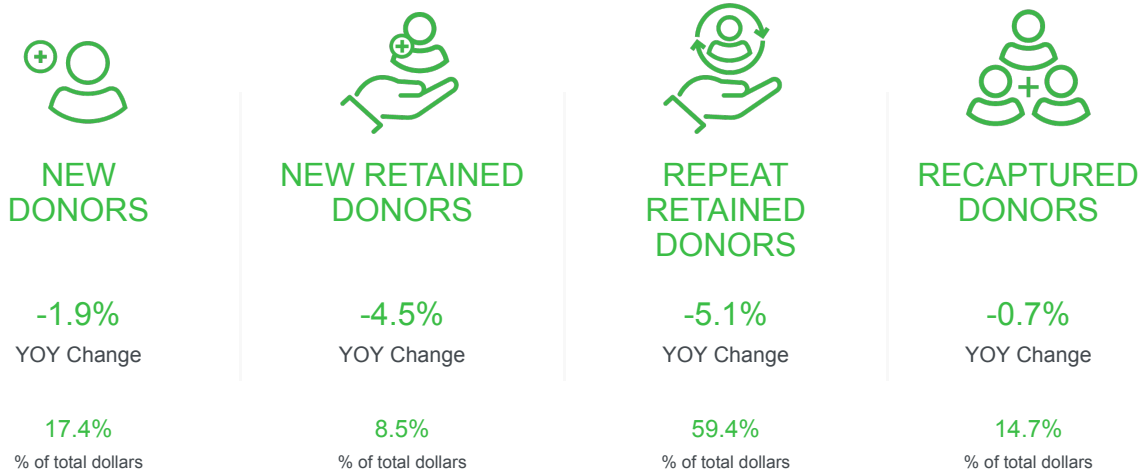 NEW
DONORS
-1.9%
YOY Change
17.4%
% of total dollars
NEW RETAINED
DONORS
-4.5%
YOY Change
8.5%
% of total dollars
REPEAT
RETAINED
DONORS
-5.1%
YOY Change
59.4%
% of total dollars
RECAPTURED
DONORS
-0.7%
YOY Change
14.7%
% of total dollars